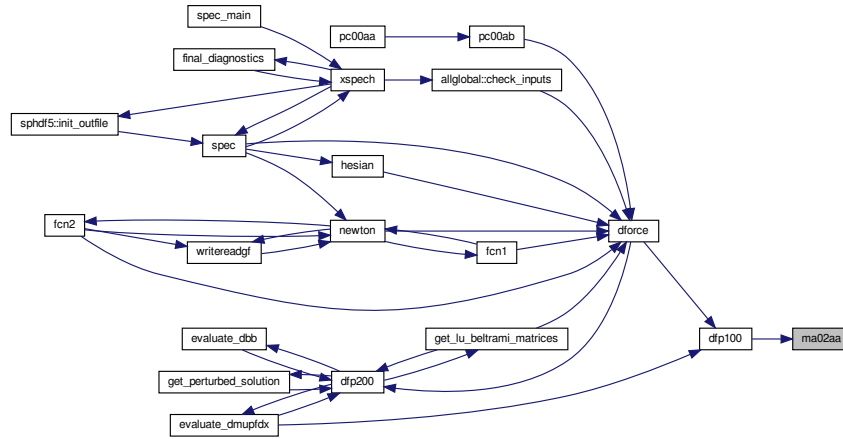 spec_main
pc00aa
pc00ab
final_diagnostics
xspech
allglobal::check_inputs
sphdf5::init_outfile
spec
hesian
fcn2
newton
dforce
writereadgf
fcn1
evaluate_dbb
get_lu_beltrami_matrices
dfp100
ma02aa
get_perturbed_solution
dfp200
evaluate_dmupfdx